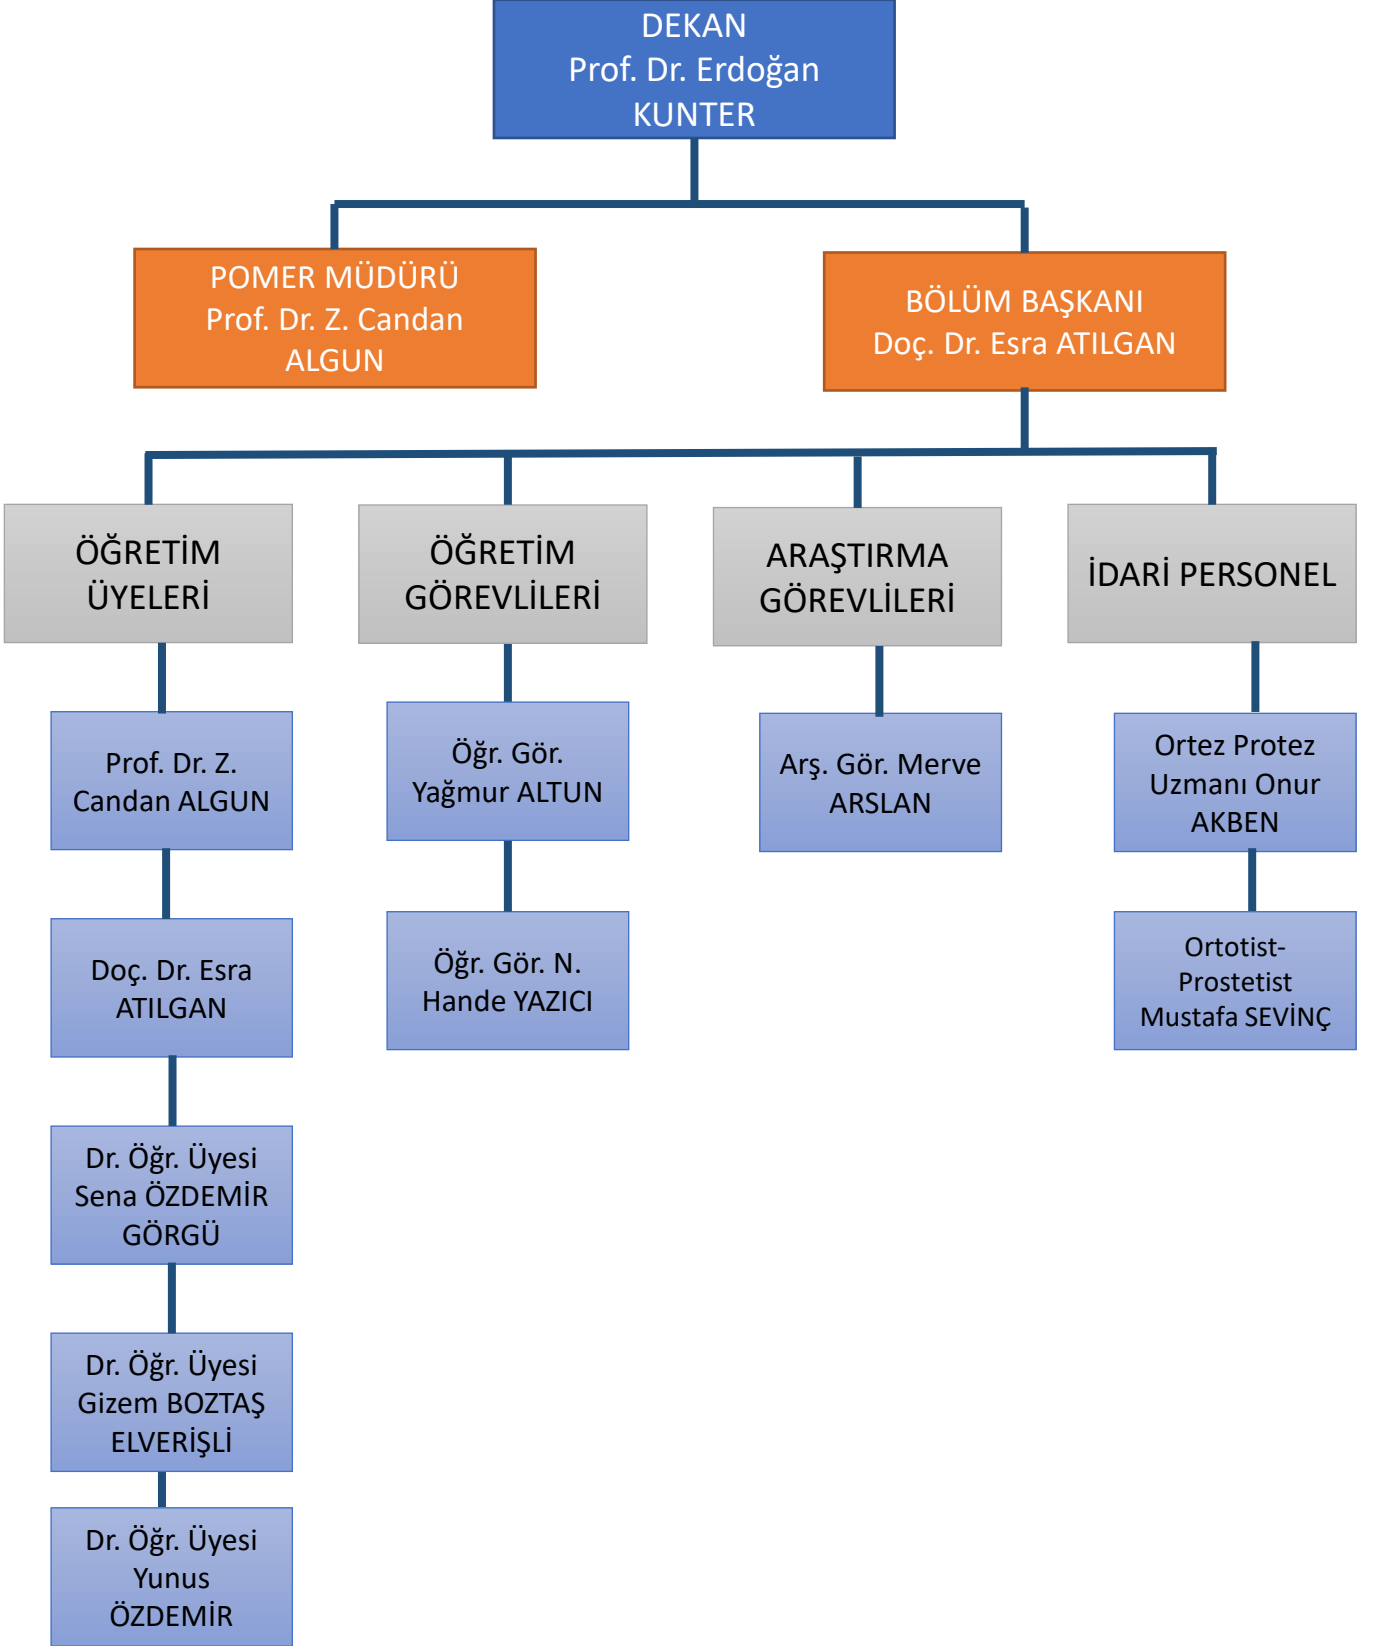 DEKAN
Prof. Dr. Erdoğan
KUNTER
POMER MÜDÜRÜ
Prof. Dr. Z. Candan
ALGUN
BÖLÜM BAŞKANI
Doç. Dr. Esra ATILGAN
ÖĞRETİM
ÜYELERİ
ÖĞRETİM
GÖREVLİLERİ
ARAŞTIRMA
GÖREVLİLERİ
İDARİ PERSONEL
Prof. Dr. Z.
Candan ALGUN
Öğr. Gör.
Yağmur ALTUN
Arş. Gör. Merve
ARSLAN
Ortez Protez
Uzmanı Onur
AKBEN
Doç. Dr. Esra
ATILGAN
Öğr. Gör. N.
Hande YAZICI
Ortotist-
Prostetist
Mustafa SEVİNÇ
Dr. Öğr. Üyesi
Sena ÖZDEMİR
GÖRGÜ
Dr. Öğr. Üyesi
Gizem BOZTAŞ
ELVERİŞLİ
Dr. Öğr. Üyesi
Yunus
ÖZDEMİR